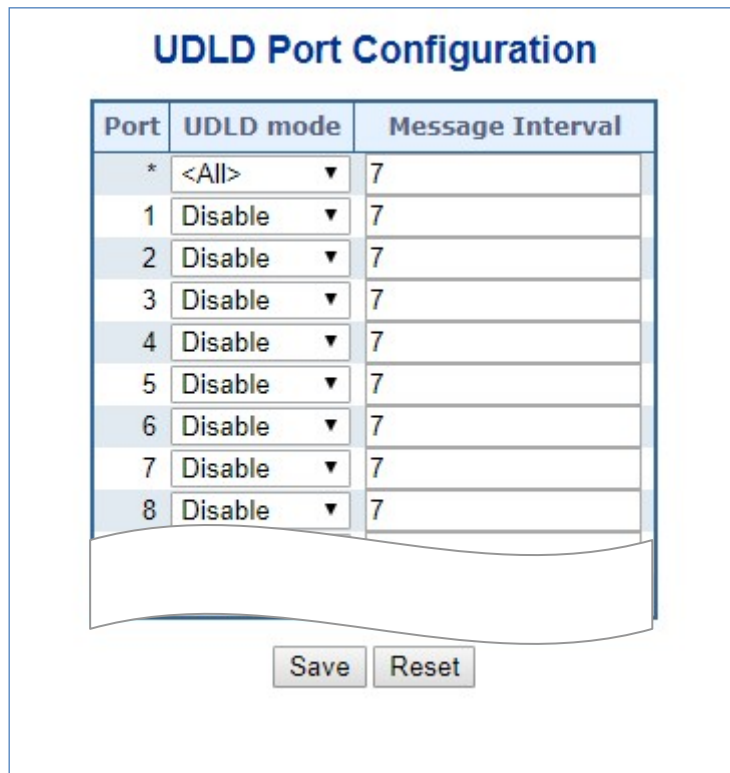 UDLD Port Configuration
Port UDLD mode Message Interval
* <All> 7
1 Disable 7
2 Disable 7
3 Disable 7
4 Disable 7
5 Disable 7
6 Disable 7
7 Disable 7
8 Disable 7
Save Reset